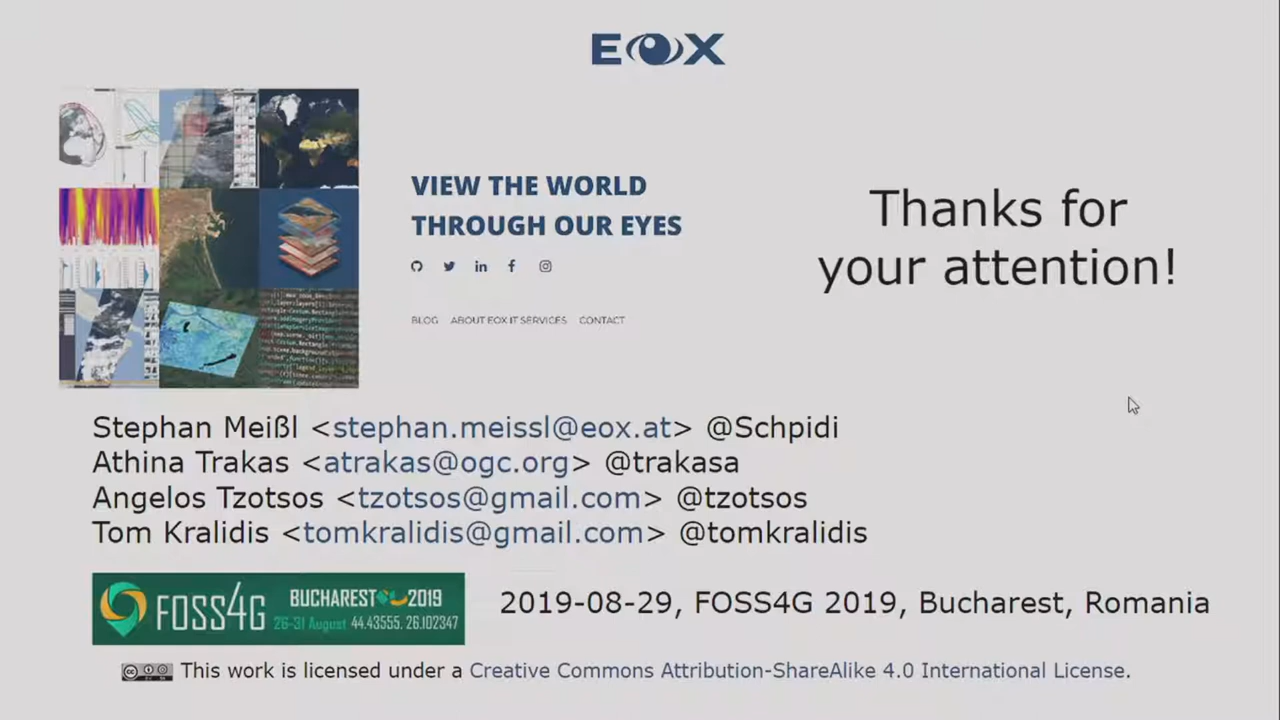 EOX
VIEW THE WORLD
THROUGH OUR EYES
BLOG ABOUT EOX IT SERVICES CONTACT
Thanks for
your attention!
Stephan Meißl <stephan.meissl@eox.at> @Schpidi
Athina Trakas <atrakas@ogc.org> @trakasa
Angelos Tzotsos <tzotsos@gmail.com> @tzotsos
Tom Kralidis <tomkralidis@gmail.com> @tomkralidis
FOSS4G BUCHAREST 2019
26-31 August 44.43555. 26.102347
2019-08-29, FOSS4G 2019, Bucharest, Romania
This work is licensed under a Creative Commons Attribution-ShareAlike 4.0 International License.